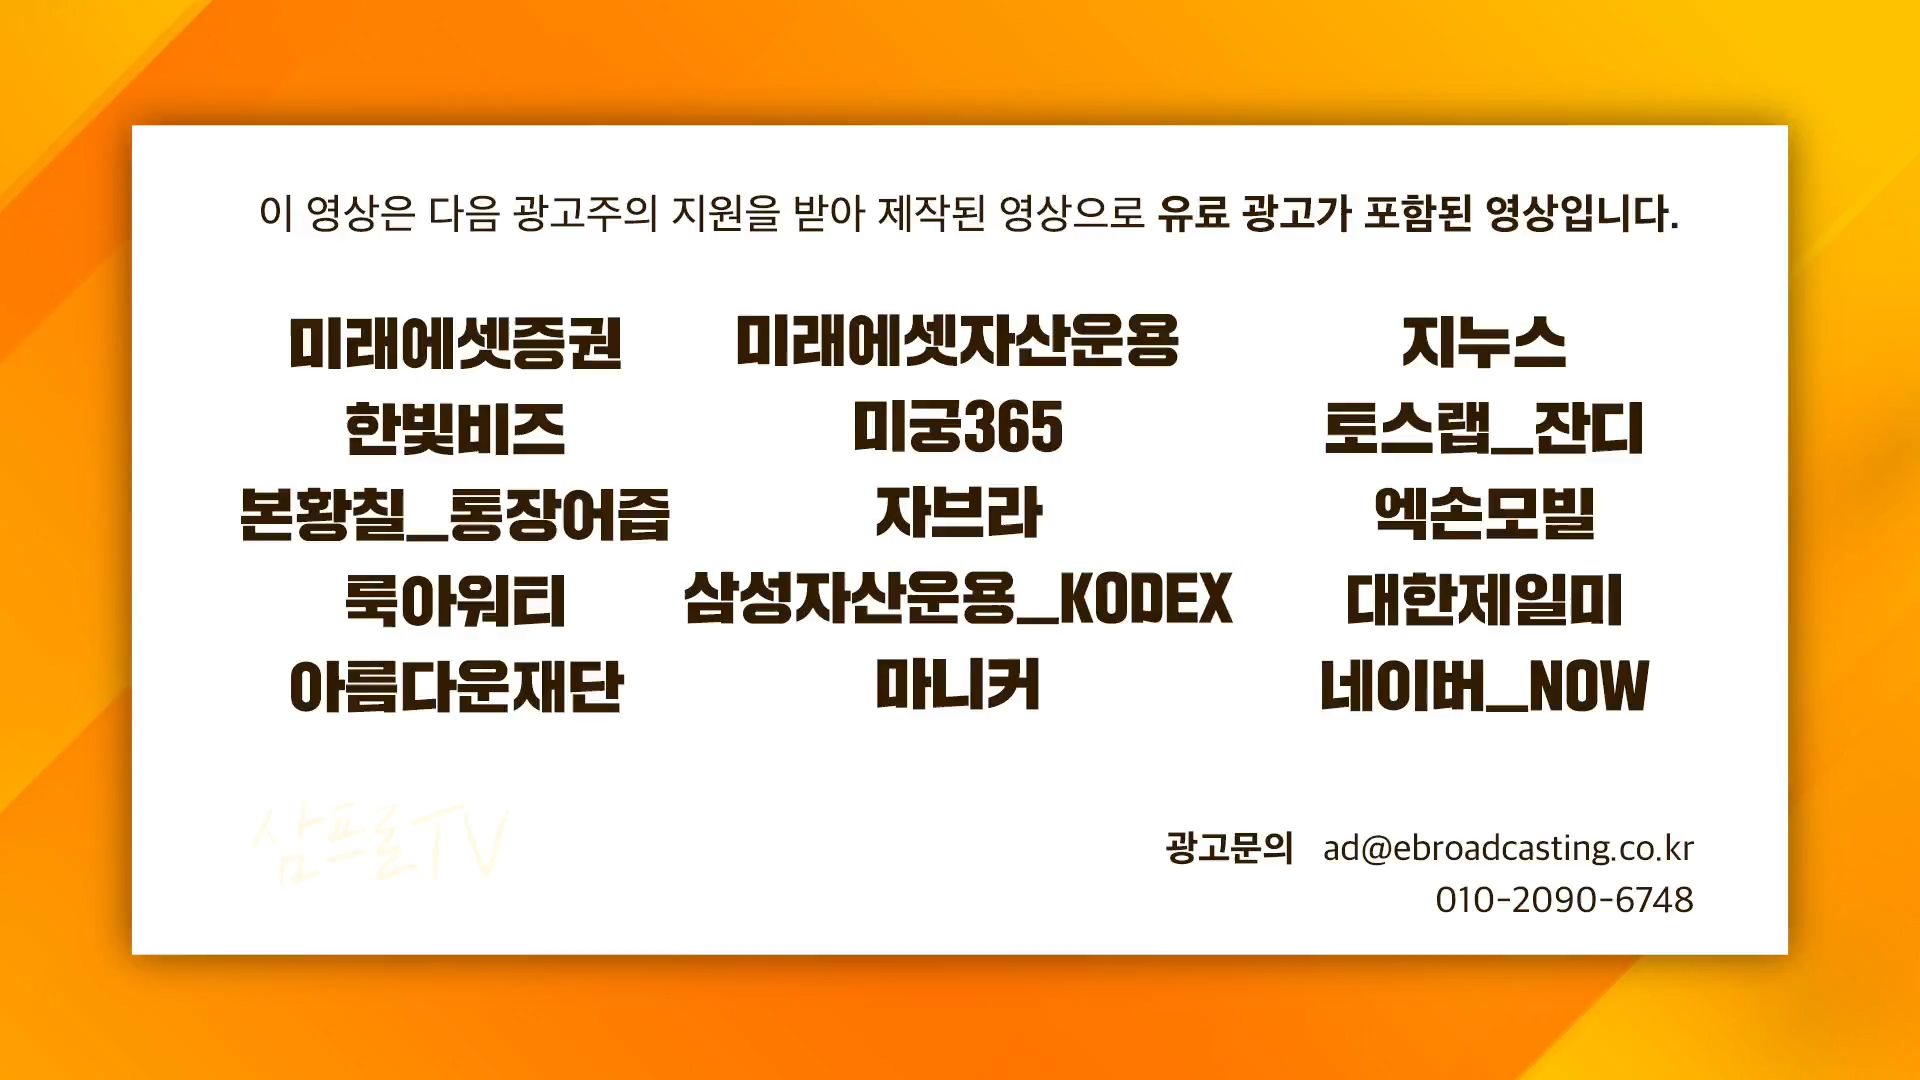 이 영상은 다음 광고주의 지원을 받아 제작된 영상으로 유료 광고가 포함된 영상입니다.
미래에셋증권 미래에셋자산운용 지누스
한빛비즈 미궁365 토스랩_잔디
본황칠_통장어즙 자브라 엑손모빌
룩아워티 삼성자산운용_KODEX 대한제일미
아름다운재단 마니커 네이버_NOW
삼프로TV
광고문의 ad@ebroadcasting.co.kr
010-2090-6748